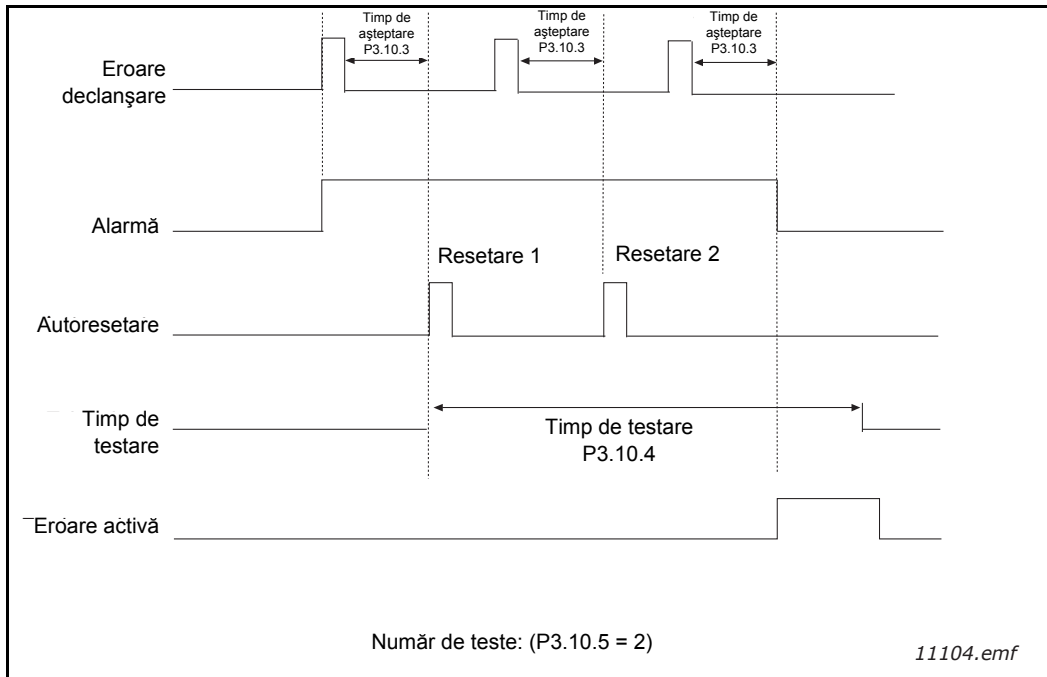 Timp de
aşteptare
P3.10.3
Timp de
aşteptare
P3.10.3
Timp de
aşteptare
P3.10.3
Eroare
declanşare
Alarmă
Resetare 1
Resetare 2
Autoresetare
Timp de
testare
Timp de testare
P3.10.4
Eroare activă
Număr de teste: (P3.10.5 = 2)
11104.emf